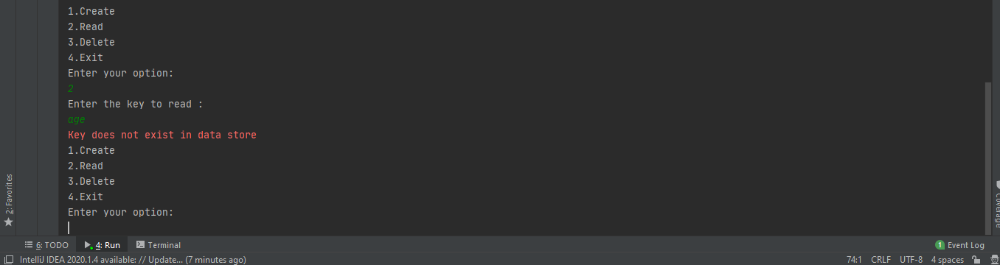 1.Create
2.Read
3.Delete
4.Exit
Enter your option:
2
Enter the key to read :
age
Key does not exist in data store
1.Create
2.Read
3.Delete
4.Exit
Enter your option:
2: Favorites
Coverage
6: TODO
4: Run
Terminal
1 Event Log
IntelliJ IDEA 2020.1.4 available: // Update... (7 minutes ago)
74:1 CRLF UTF-8 4 spaces